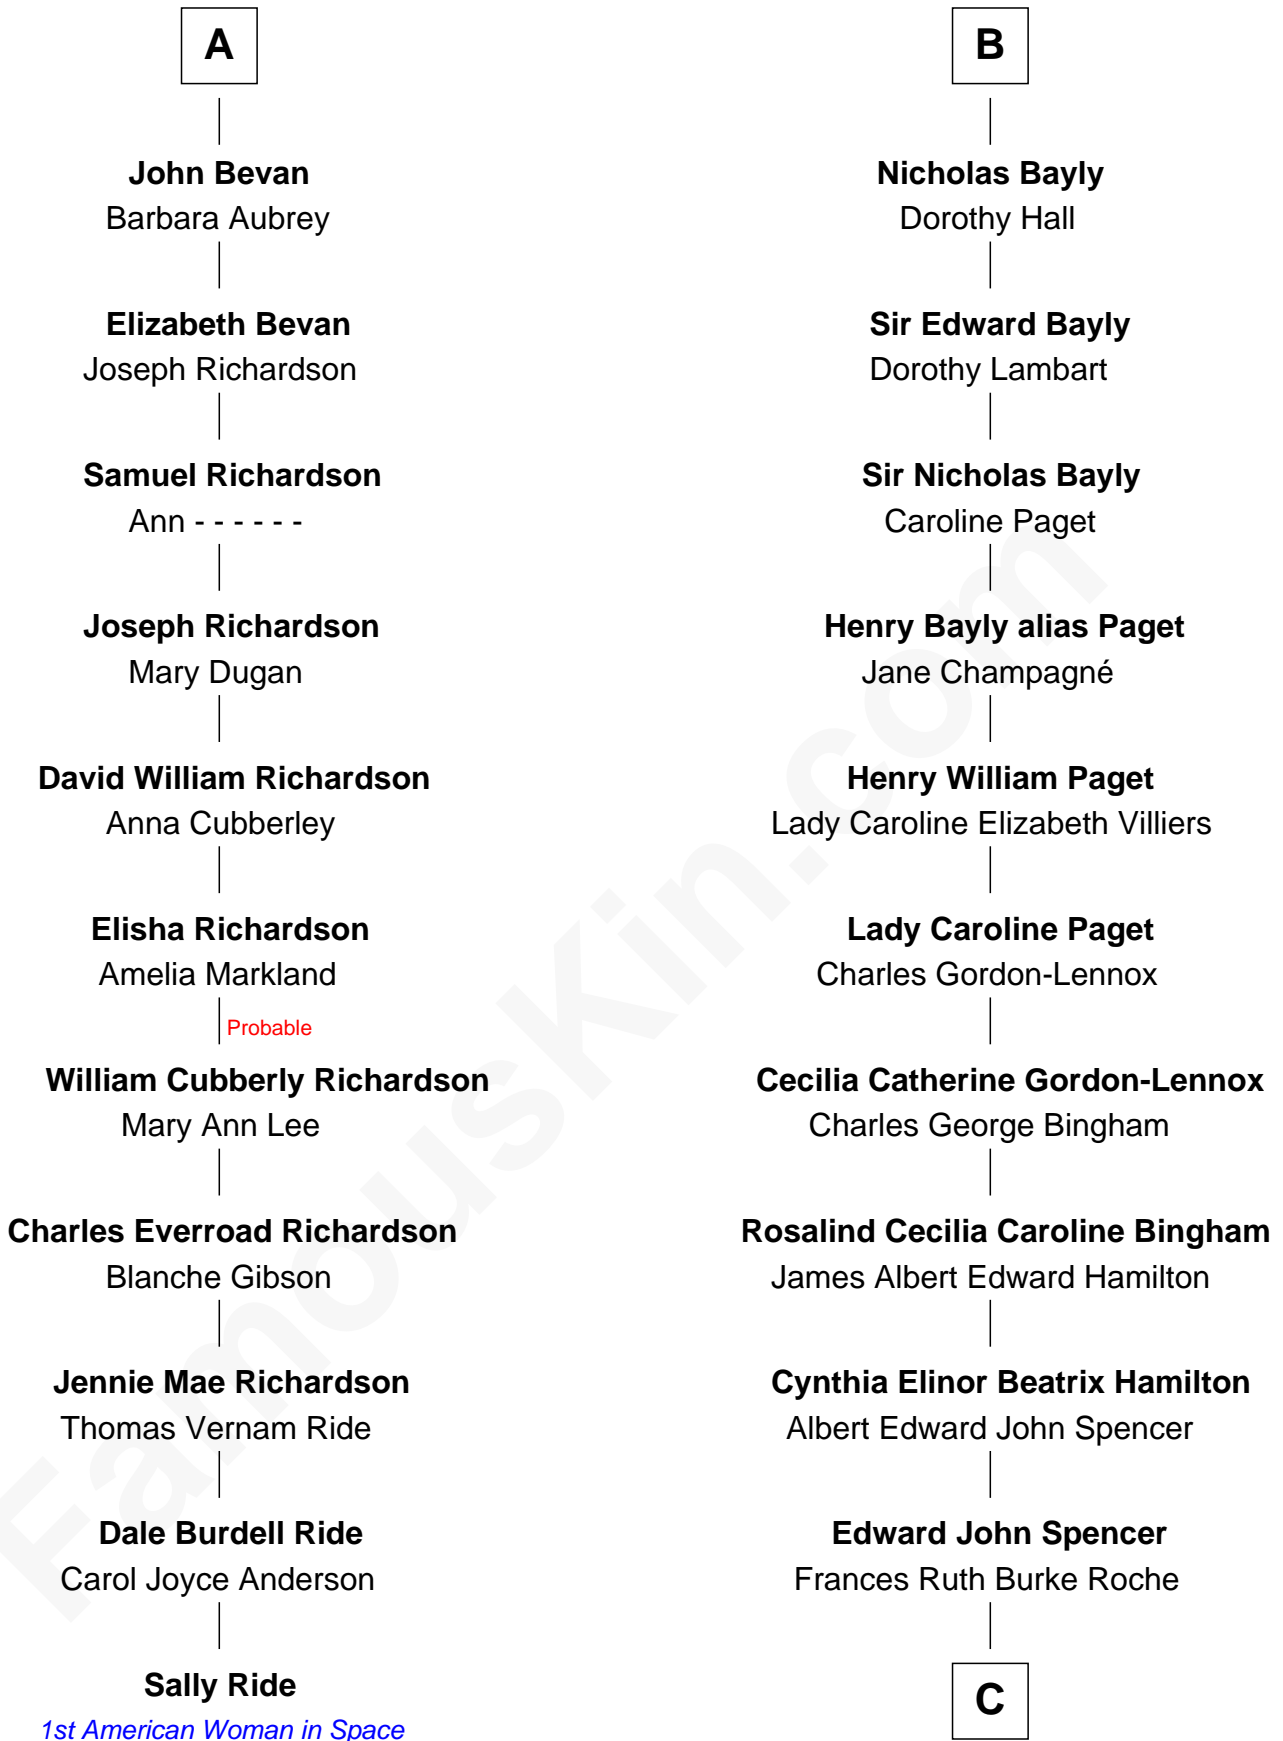 A
John Bevan
Barbara Aubrey
Elizabeth Bevan
Joseph Richardson
Samuel Richardson
Ann - - - - - -
Joseph Richardson
Mary Dugan
David William Richardson
Anna Cubberley
Elisha Richardson
Amelia Markland
Probable
William Cubberly Richardson
Mary Ann Lee
Charles Everroad Richardson
Blanche Gibson
Jennie Mae Richardson
Thomas Vernam Ride
Dale Burdell Ride
Carol Joyce Anderson
Sally Ride
1st American Woman in Space
B
Nicholas Bayly
Dorothy Hall
Sir Edward Bayly
Dorothy Lambart
Sir Nicholas Bayly
Caroline Paget
Henry Bayly alias Paget
Jane Champagné
Henry William Paget
Lady Caroline Elizabeth Villiers
Lady Caroline Paget
Charles Gordon-Lennox
Cecilia Catherine Gordon-Lennox
Charles George Bingham
Rosalind Cecilia Caroline Bingham
James Albert Edward Hamilton
Cynthia Elinor Beatrix Hamilton
Albert Edward John Spencer
Edward John Spencer
Frances Ruth Burke Roche
C
FamousKin.com